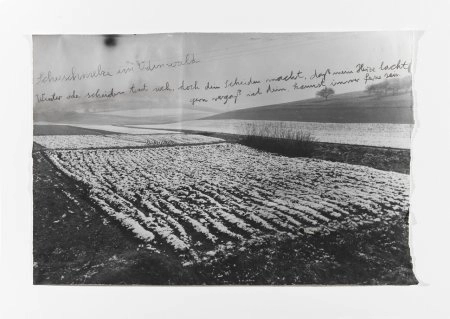 Schneeschmelze im Odenwald
Winter ade scheiden tut weh, doch dein Scheiden macht, daß mein Herze lacht
gern vergeß ich dein kannst immer ferne sein